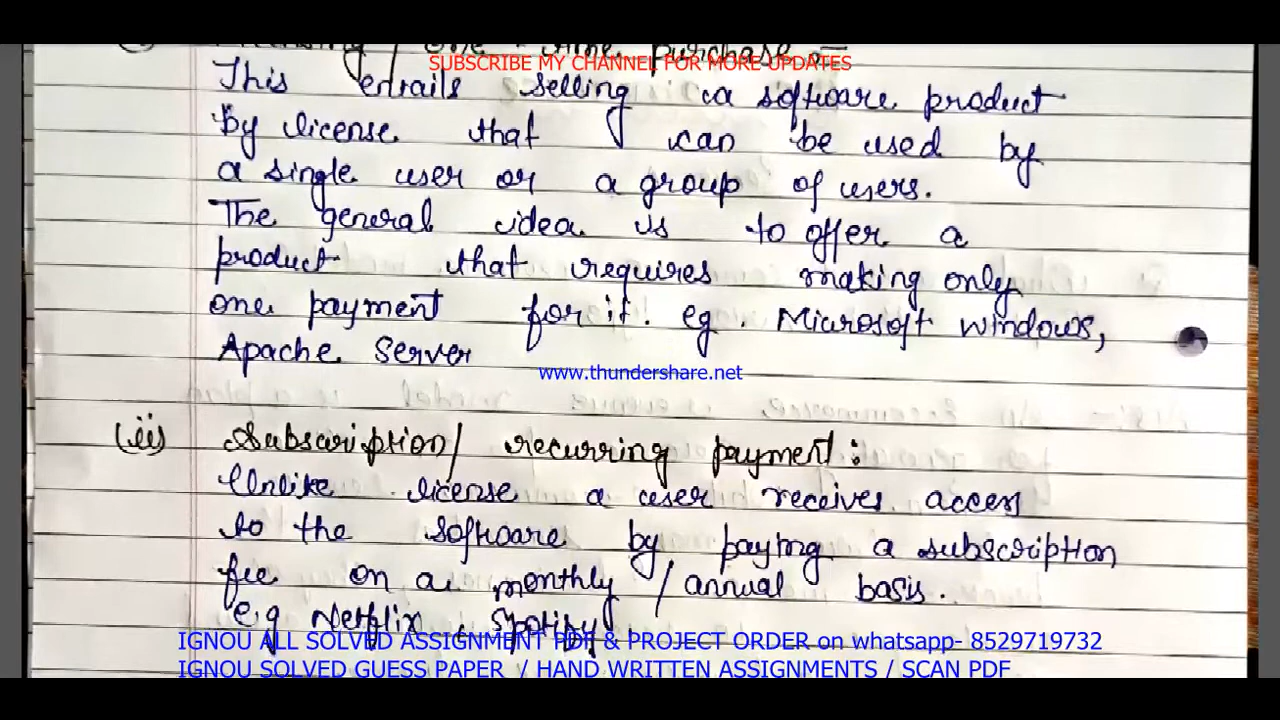 one-time purchase :-
SUBSCRIBE MY CHANNEL FOR MORE UPDATES
This entails selling a software product
By license that can be used by
a single user or a group of users.
The general idea is to offer a
product that requires making only
one payment for it. eg. Microsoft Windows,
Apache Server
www.thundershare.net
(ii) Subscription/ recurring payment:
Unlike license a user receives access
to the software by paying a subscription
fee on a monthly / annual basis.
e.g Netflix, Spotify.
IGNOU ALL SOLVED ASSIGNMENT PDF & PROJECT ORDER on whatsapp- 8529719732
IGNOU SOLVED GUESS PAPER / HAND WRITTEN ASSIGNMENTS / SCAN PDF